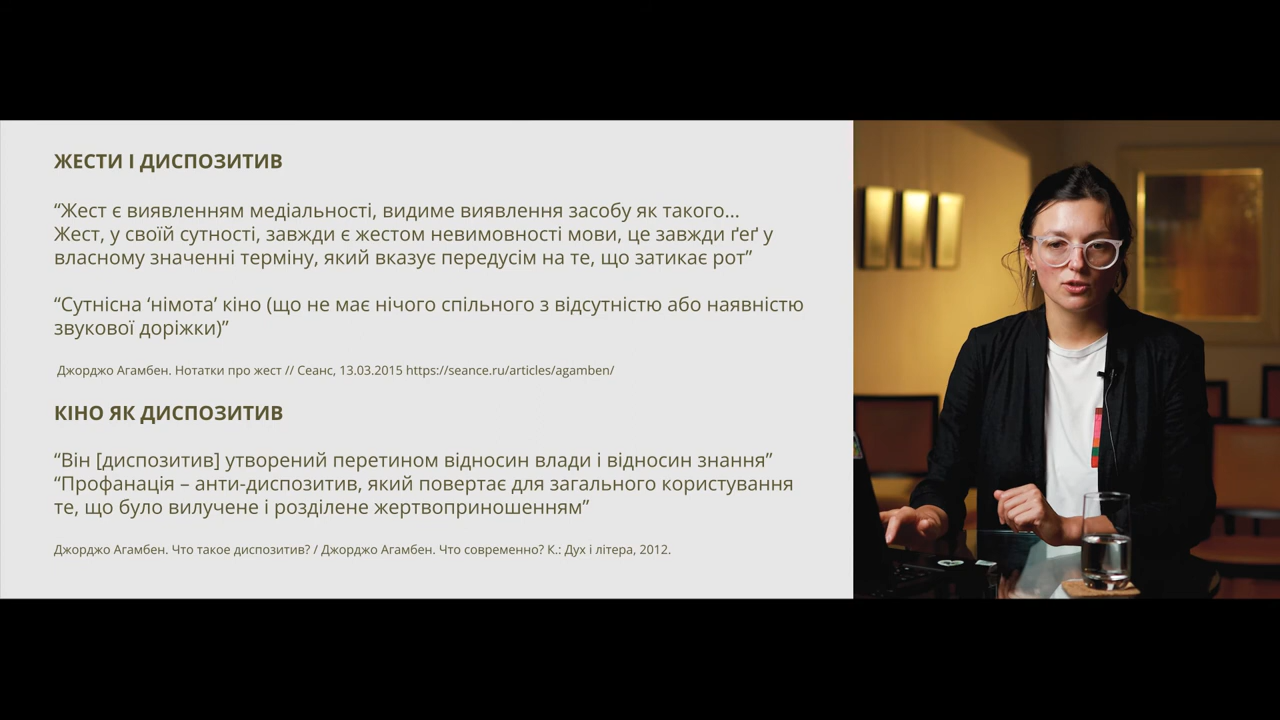 ЖЕСТИ І ДИСПОЗИТИВ
“Жест є виявленням медіальності, видиме виявлення засобу як такого...
Жест, у своїй сутності, завжди є жестом невимовності мови, це завжди ґеґ у
власному значенні терміну, який вказує передусім на те, що затикає рот”
“Сутнісна ‘німота’ кіно (що не має нічого спільного з відсутністю або наявністю
звукової доріжки)”
Джорджо Агамбен. Нотатки про жест // Сеанс, 13.03.2015 https://seance.ru/articles/agamben/
КІНО ЯК ДИСПОЗИТИВ
“Він [диспозитив] утворений перетином відносин влади і відносин знання”
“Профанація – анти-диспозитив, який повертає для загального користування
те, що було вилучене і розділене жертвоприношенням”
Джорджо Агамбен. Что такое диспозитив? / Джорджо Агамбен. Что современно? К.: Дух і літера, 2012.